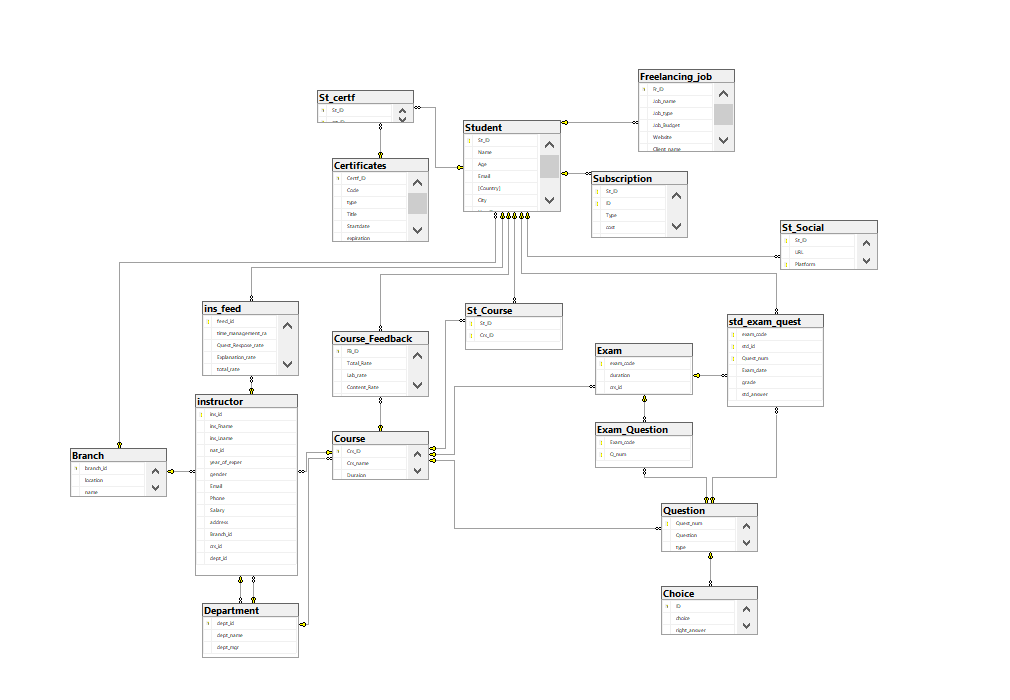 Freelancing_job
Fr_ID
Job_name
Job_type
Job_Budget
Website
Client_name
St_certf
St_ID
Student
St_ID
Name
Age
Email
[Country]
City
Certificates
Certf_ID
Code
type
Title
Startdate
expiration
Subscription
St_ID
ID
Type
cost
St_Social
St_ID
URL
Platform
ins_feed
feed_id
time_management_ra
Quest_Respose_rate
Explanation_rate
total_rate
St_Course
St_ID
Crs_ID
std_exam_quest
exam_code
std_id
Quest_num
Exam_date
grade
std_answer
Course_Feedback
FB_ID
Total_Rate
Lab_rate
Content_Rate
Exam
exam_code
duration
crs_id
instructor
ins_id
ins_Fname
ins_Lname
nat_id
year_of_exper
gender
Email
Phone
Salary
address
Branch_id
crs_id
dept_id
Exam_Question
Exam_code
Q_num
Course
Crs_ID
Crs_name
Duration
Branch
branch_id
location
name
Question
Quest_num
Question
type
Choice
ID
choice
right_answer
Department
dept_id
dept_name
dept_mgr